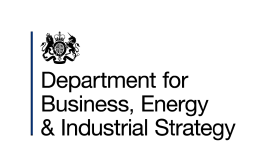 Department for
Business, Energy
& Industrial Strategy